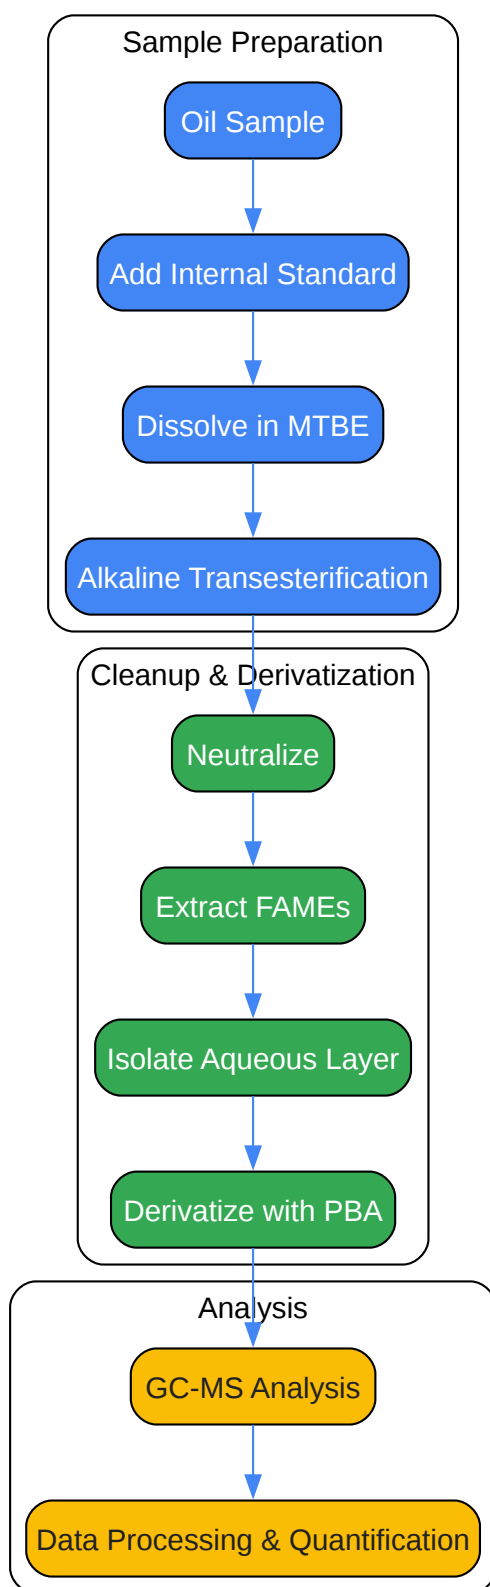 Sample Preparation
Oil Sample
Add Internal Standard
Dissolve in MTBE
Alkaline Transesterification
Cleanup & Derivatization
Neutralize
Extract FAMEs
Isolate Aqueous Layer
Derivatize with PBA
Analysis
GC-MS Analysis
Data Processing & Quantification